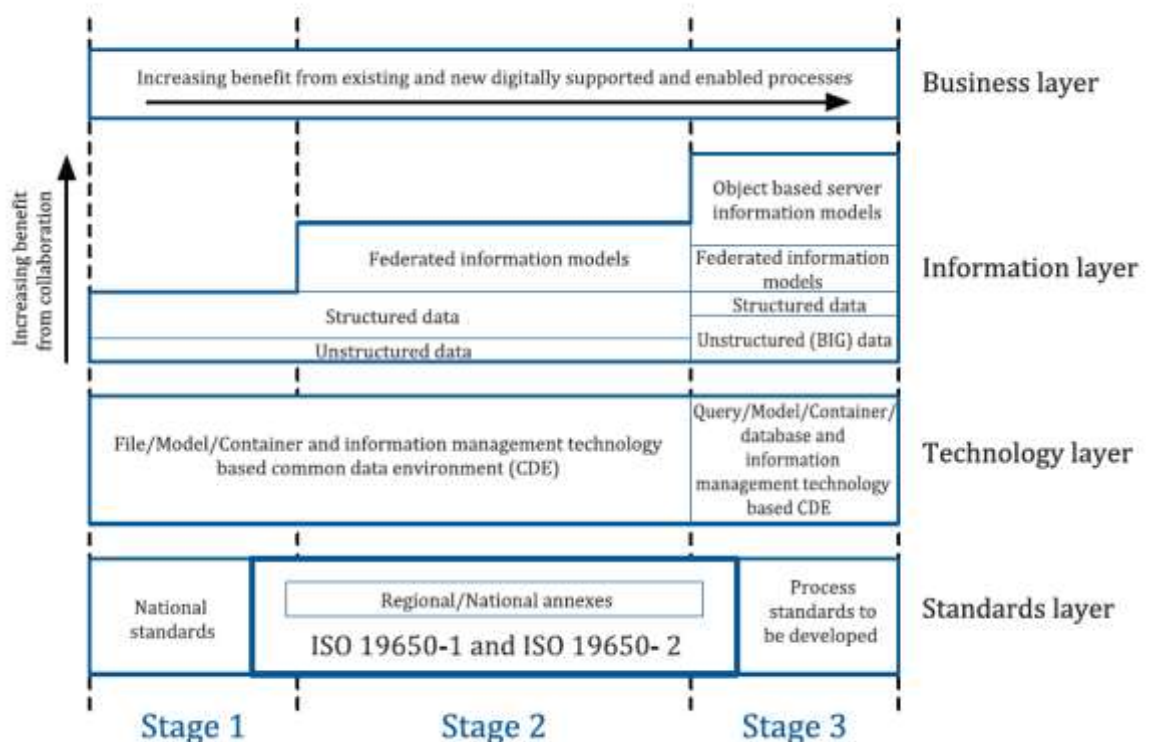 Increasing benefit from existing and new digitally supported and enabled processes
Business layer
Increasing benefit
from collaboration
Object based server
information models
Federated information models
Federated information
models
Information layer
Structured data
Structured data
Unstructured data
Unstructured (BIG) data
File/Model/Container and information management technology
based common data environment (CDE)
Query/Model/Container/
database and
information
management technology
based CDE
Technology layer
National
standards
Regional/National annexes
ISO 19650-1 and ISO 19650- 2
Process
standards to
be developed
Standards layer
Stage 1
Stage 2
Stage 3